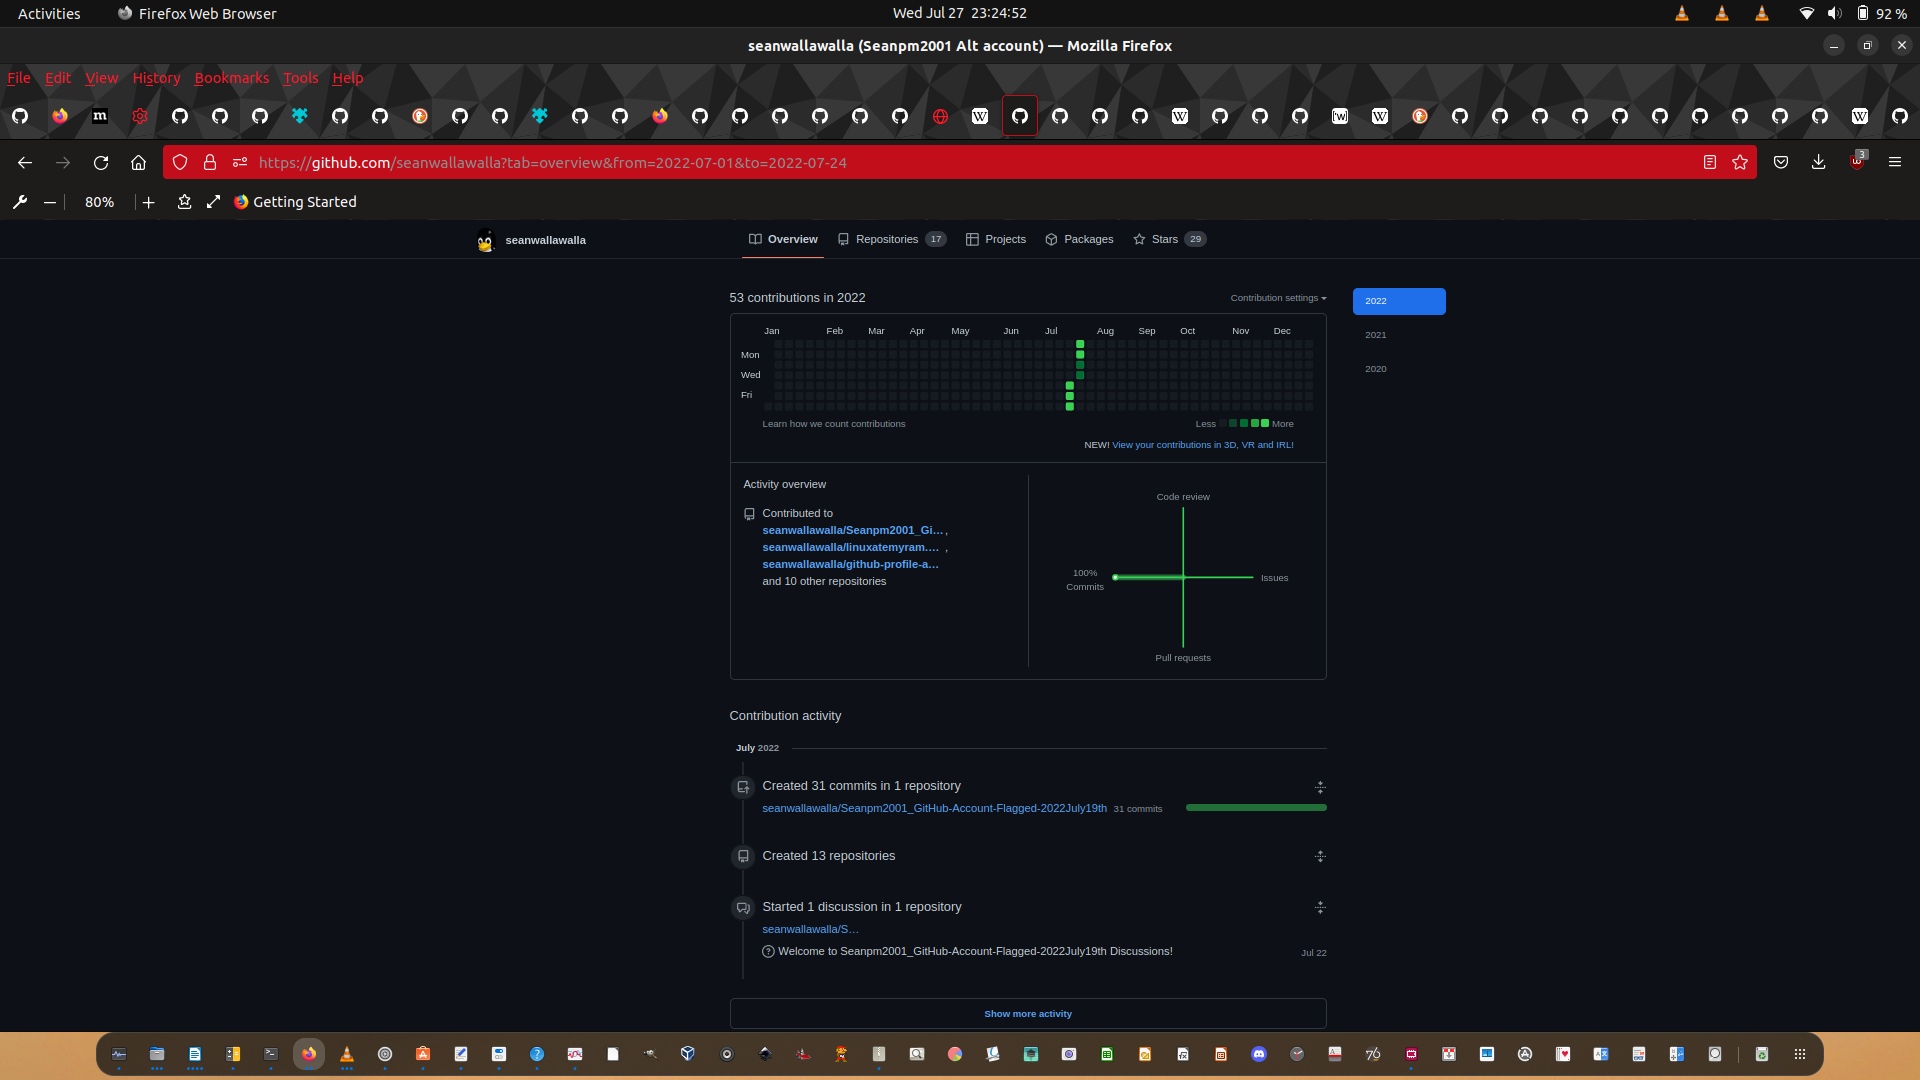 Activities
Firefox Web Browser
Wed Jul 27 23:24:52
92 %
seanwallawalla (Seanpm2001 Alt account) — Mozilla Firefox
File Edit View History Bookmarks Tools Help
https://github.com/seanwallawalla?tab=overview&from=2022-07-01&to=2022-07-24
3
80%
Getting Started
seanwallawalla
Overview
Repositories 17
Projects
Packages
Stars 29
53 contributions in 2022
Contribution settings
2022
2021
2020
Jan Feb Mar Apr May Jun Jul Aug Sep Oct Nov Dec
Mon
Wed
Fri
Learn how we count contributions
Less More
NEW! View your contributions in 3D, VR and IRL!
Activity overview
Contributed to
seanwallawalla/Seanpm2001_Gi…,
seanwallawalla/linuxatemyram.… ,
seanwallawalla/github-profile-a…
and 10 other repositories
Code review
100%
Commits
Issues
Pull requests
Contribution activity
July 2022
Created 31 commits in 1 repository
seanwallawalla/Seanpm2001_GitHub-Account-Flagged-2022July19th 31 commits
Created 13 repositories
Started 1 discussion in 1 repository
seanwallawalla/S…
Welcome to Seanpm2001_GitHub-Account-Flagged-2022July19th Discussions!
Jul 22
Show more activity